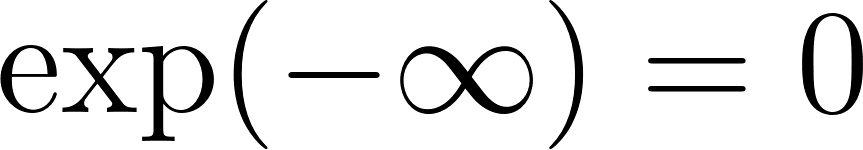 exp(−∞) = 0